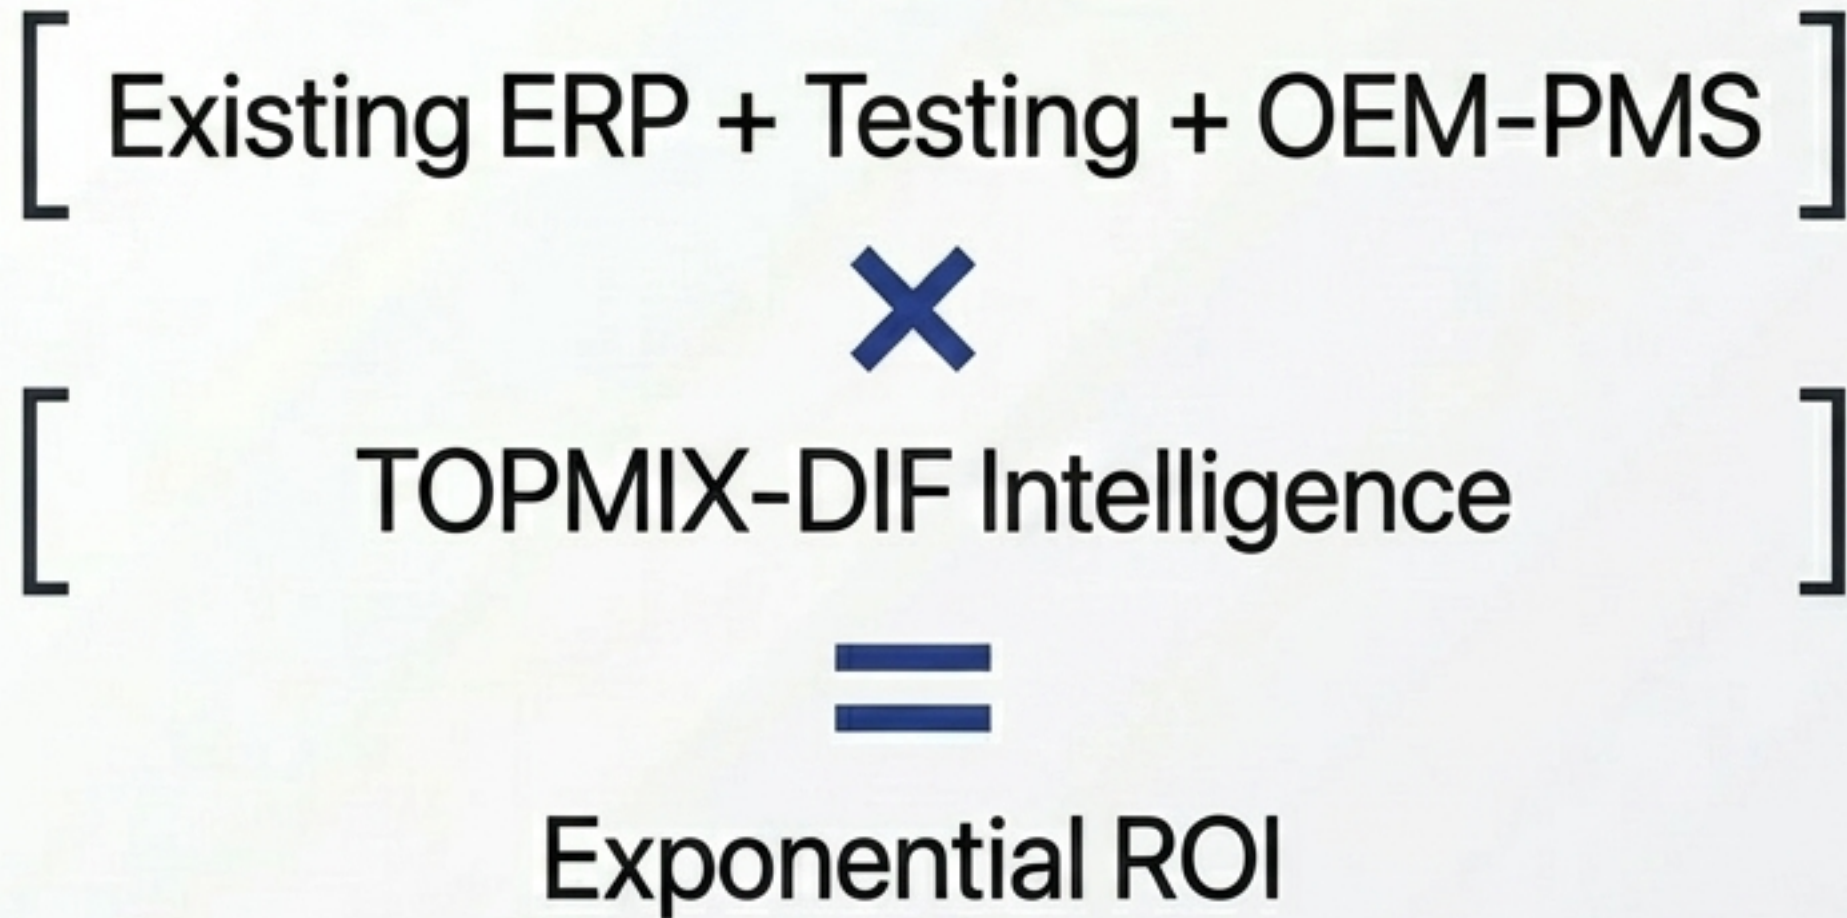 [ Existing ERP + Testing + OEM-PMS ]
×
[ TOPMIX-DIF Intelligence ]
=
Exponential ROI